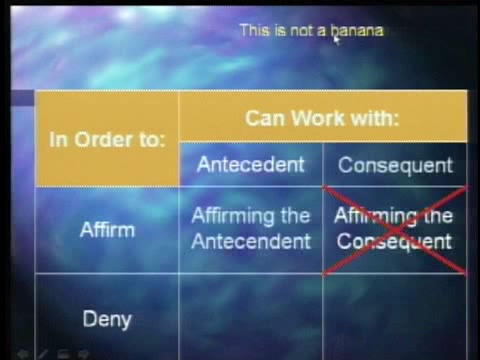 This is not a banana
Can Work with:
In Order to:
Antecedent
Consequent
Affirm
Affirming the
Antecendent
Affirming the
Consequent
Deny